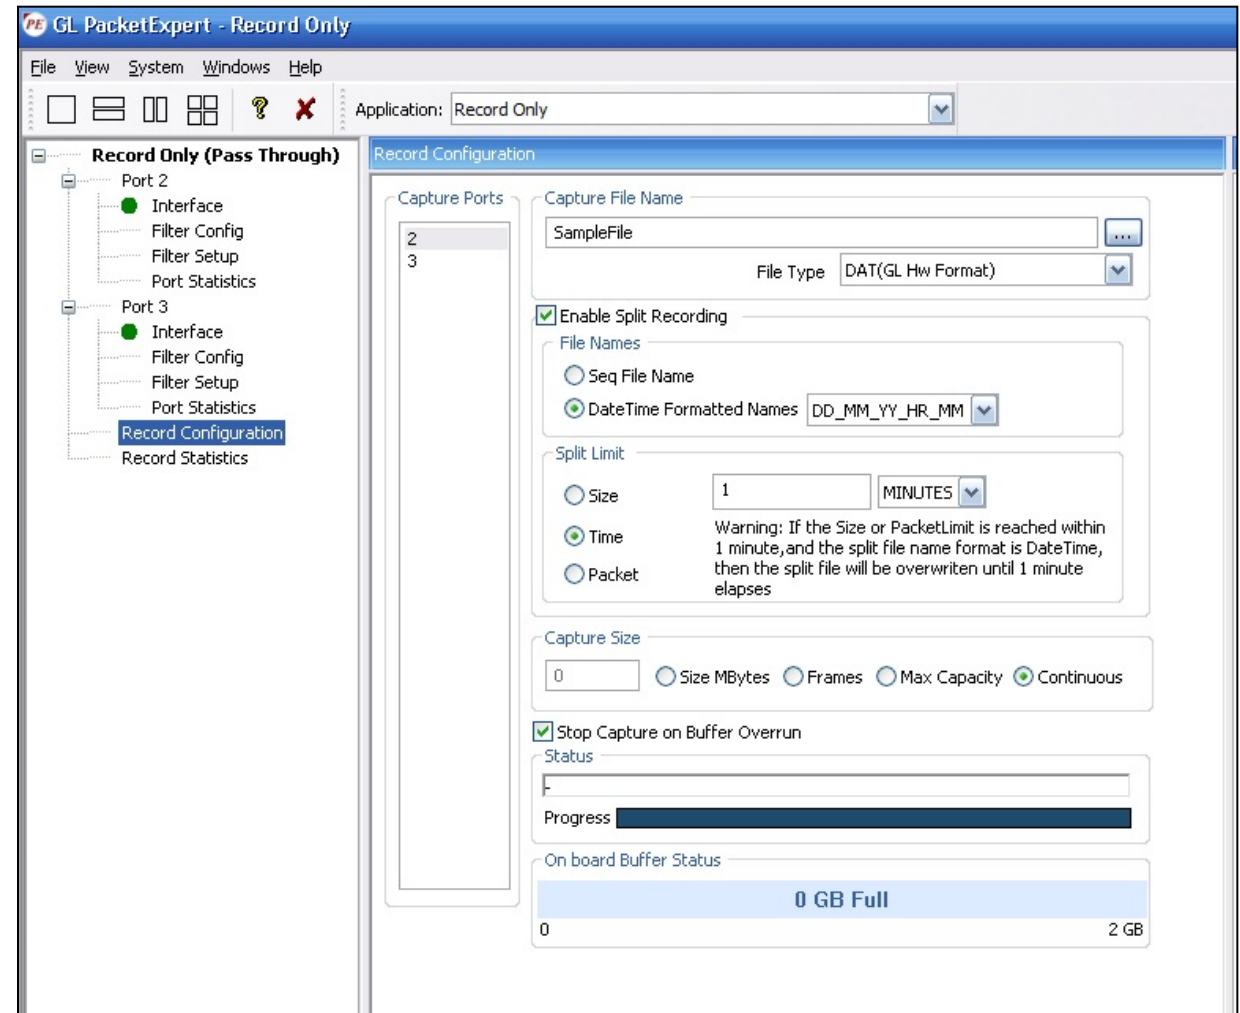 PE GL PacketExpert - Record Only
File View System Windows Help
Application: Record Only
Record Only (Pass Through)
Port 2
Interface
Filter Config
Filter Setup
Port Statistics
Port 3
Interface
Filter Config
Filter Setup
Port Statistics
Record Configuration
Record Statistics
Record Configuration
Capture Ports
2
3
Capture File Name
SampleFile
...
File Type DAT(GL Hw Format)
Enable Split Recording
File Names
Seq File Name
DateTime Formatted Names DD_MM_YY_HR_MM
Split Limit
Size
1 MINUTES
Time
Packet
Warning: If the Size or PacketLimit is reached within
1 minute,and the split file name format is DateTime,
then the split file will be overwriten until 1 minute
elapses
Capture Size
0 Size MBytes Frames Max Capacity Continuous
Stop Capture on Buffer Overrun
Status
-
Progress
On board Buffer Status
0 GB Full
0 2 GB